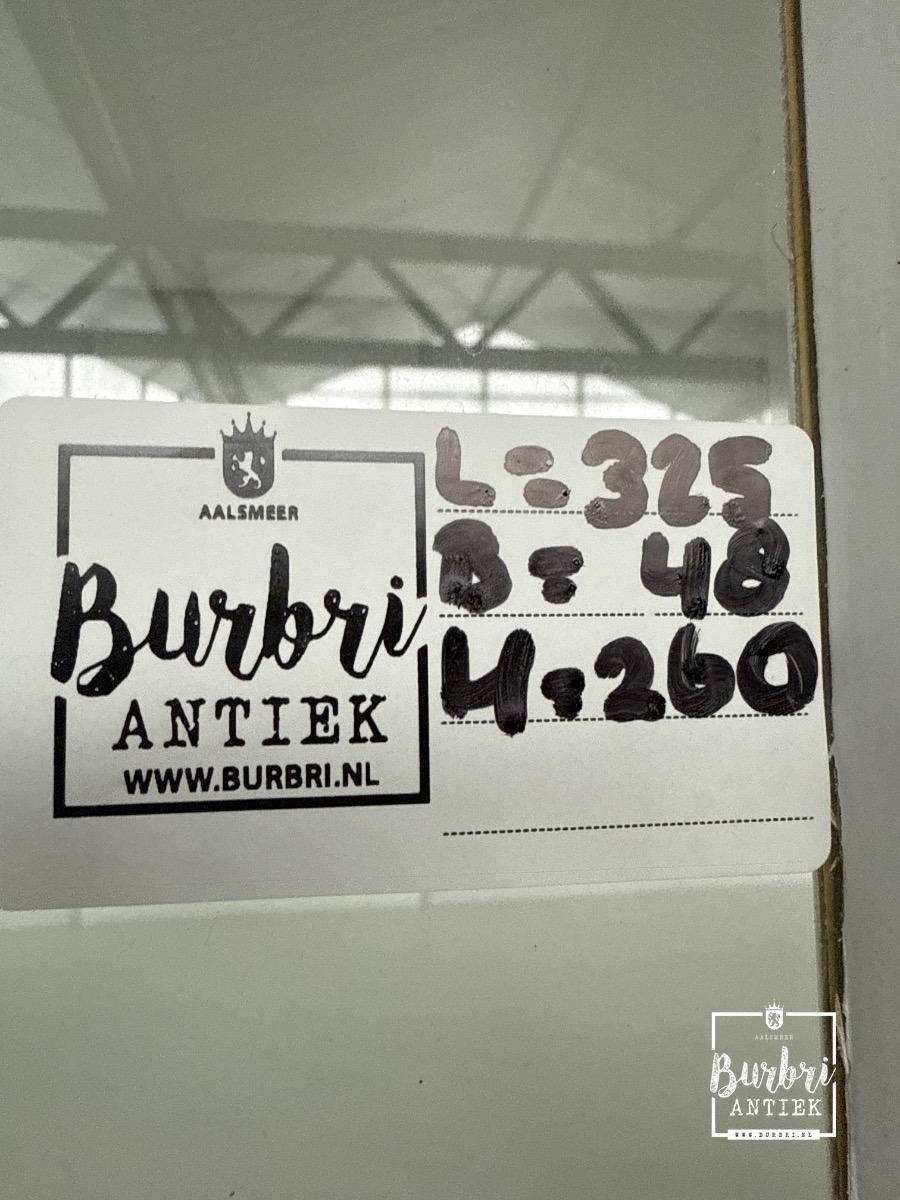 AALSMEER
Burbri
ANTIEK
WWW.BURBRI.NL
L=325
B= 48
H=260
AALSMEER
Burbri
ANTIEK
WWW.BURBRI.NL